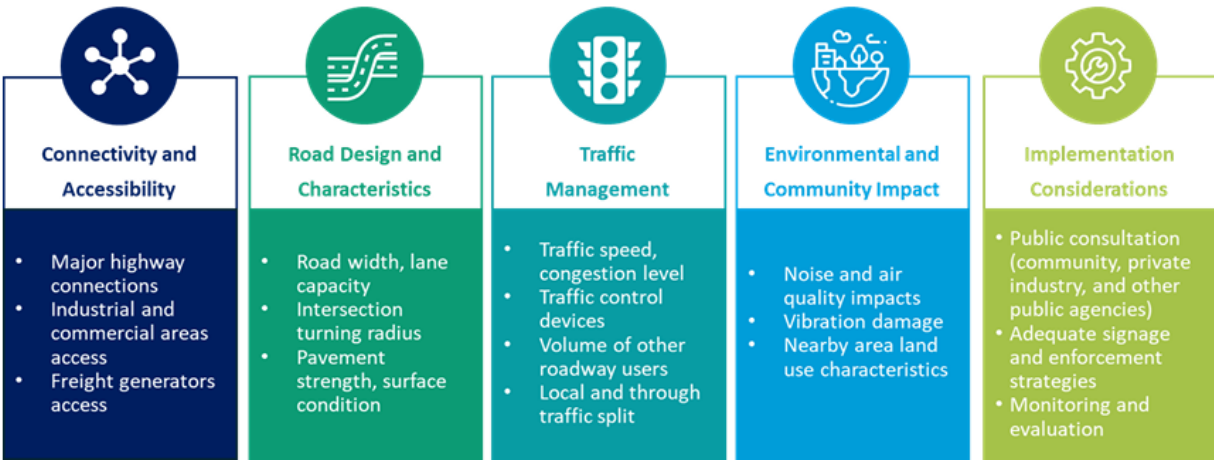 Connectivity and
Accessibility
• Major highway
connections
• Industrial and
commercial areas
access
• Freight generators
access
Road Design and
Characteristics
• Road width, lane
capacity
• Intersection
turning radius
• Pavement
strength, surface
condition
Traffic
Management
• Traffic speed,
congestion level
• Traffic control
devices
• Volume of other
roadway users
• Local and through
traffic split
Environmental and
Community Impact
• Noise and air
quality impacts
• Vibration damage
• Nearby area land
use characteristics
Implementation
Considerations
• Public consultation
(community, private
industry, and other
public agencies)
• Adequate signage
and enforcement
strategies
• Monitoring and
evaluation